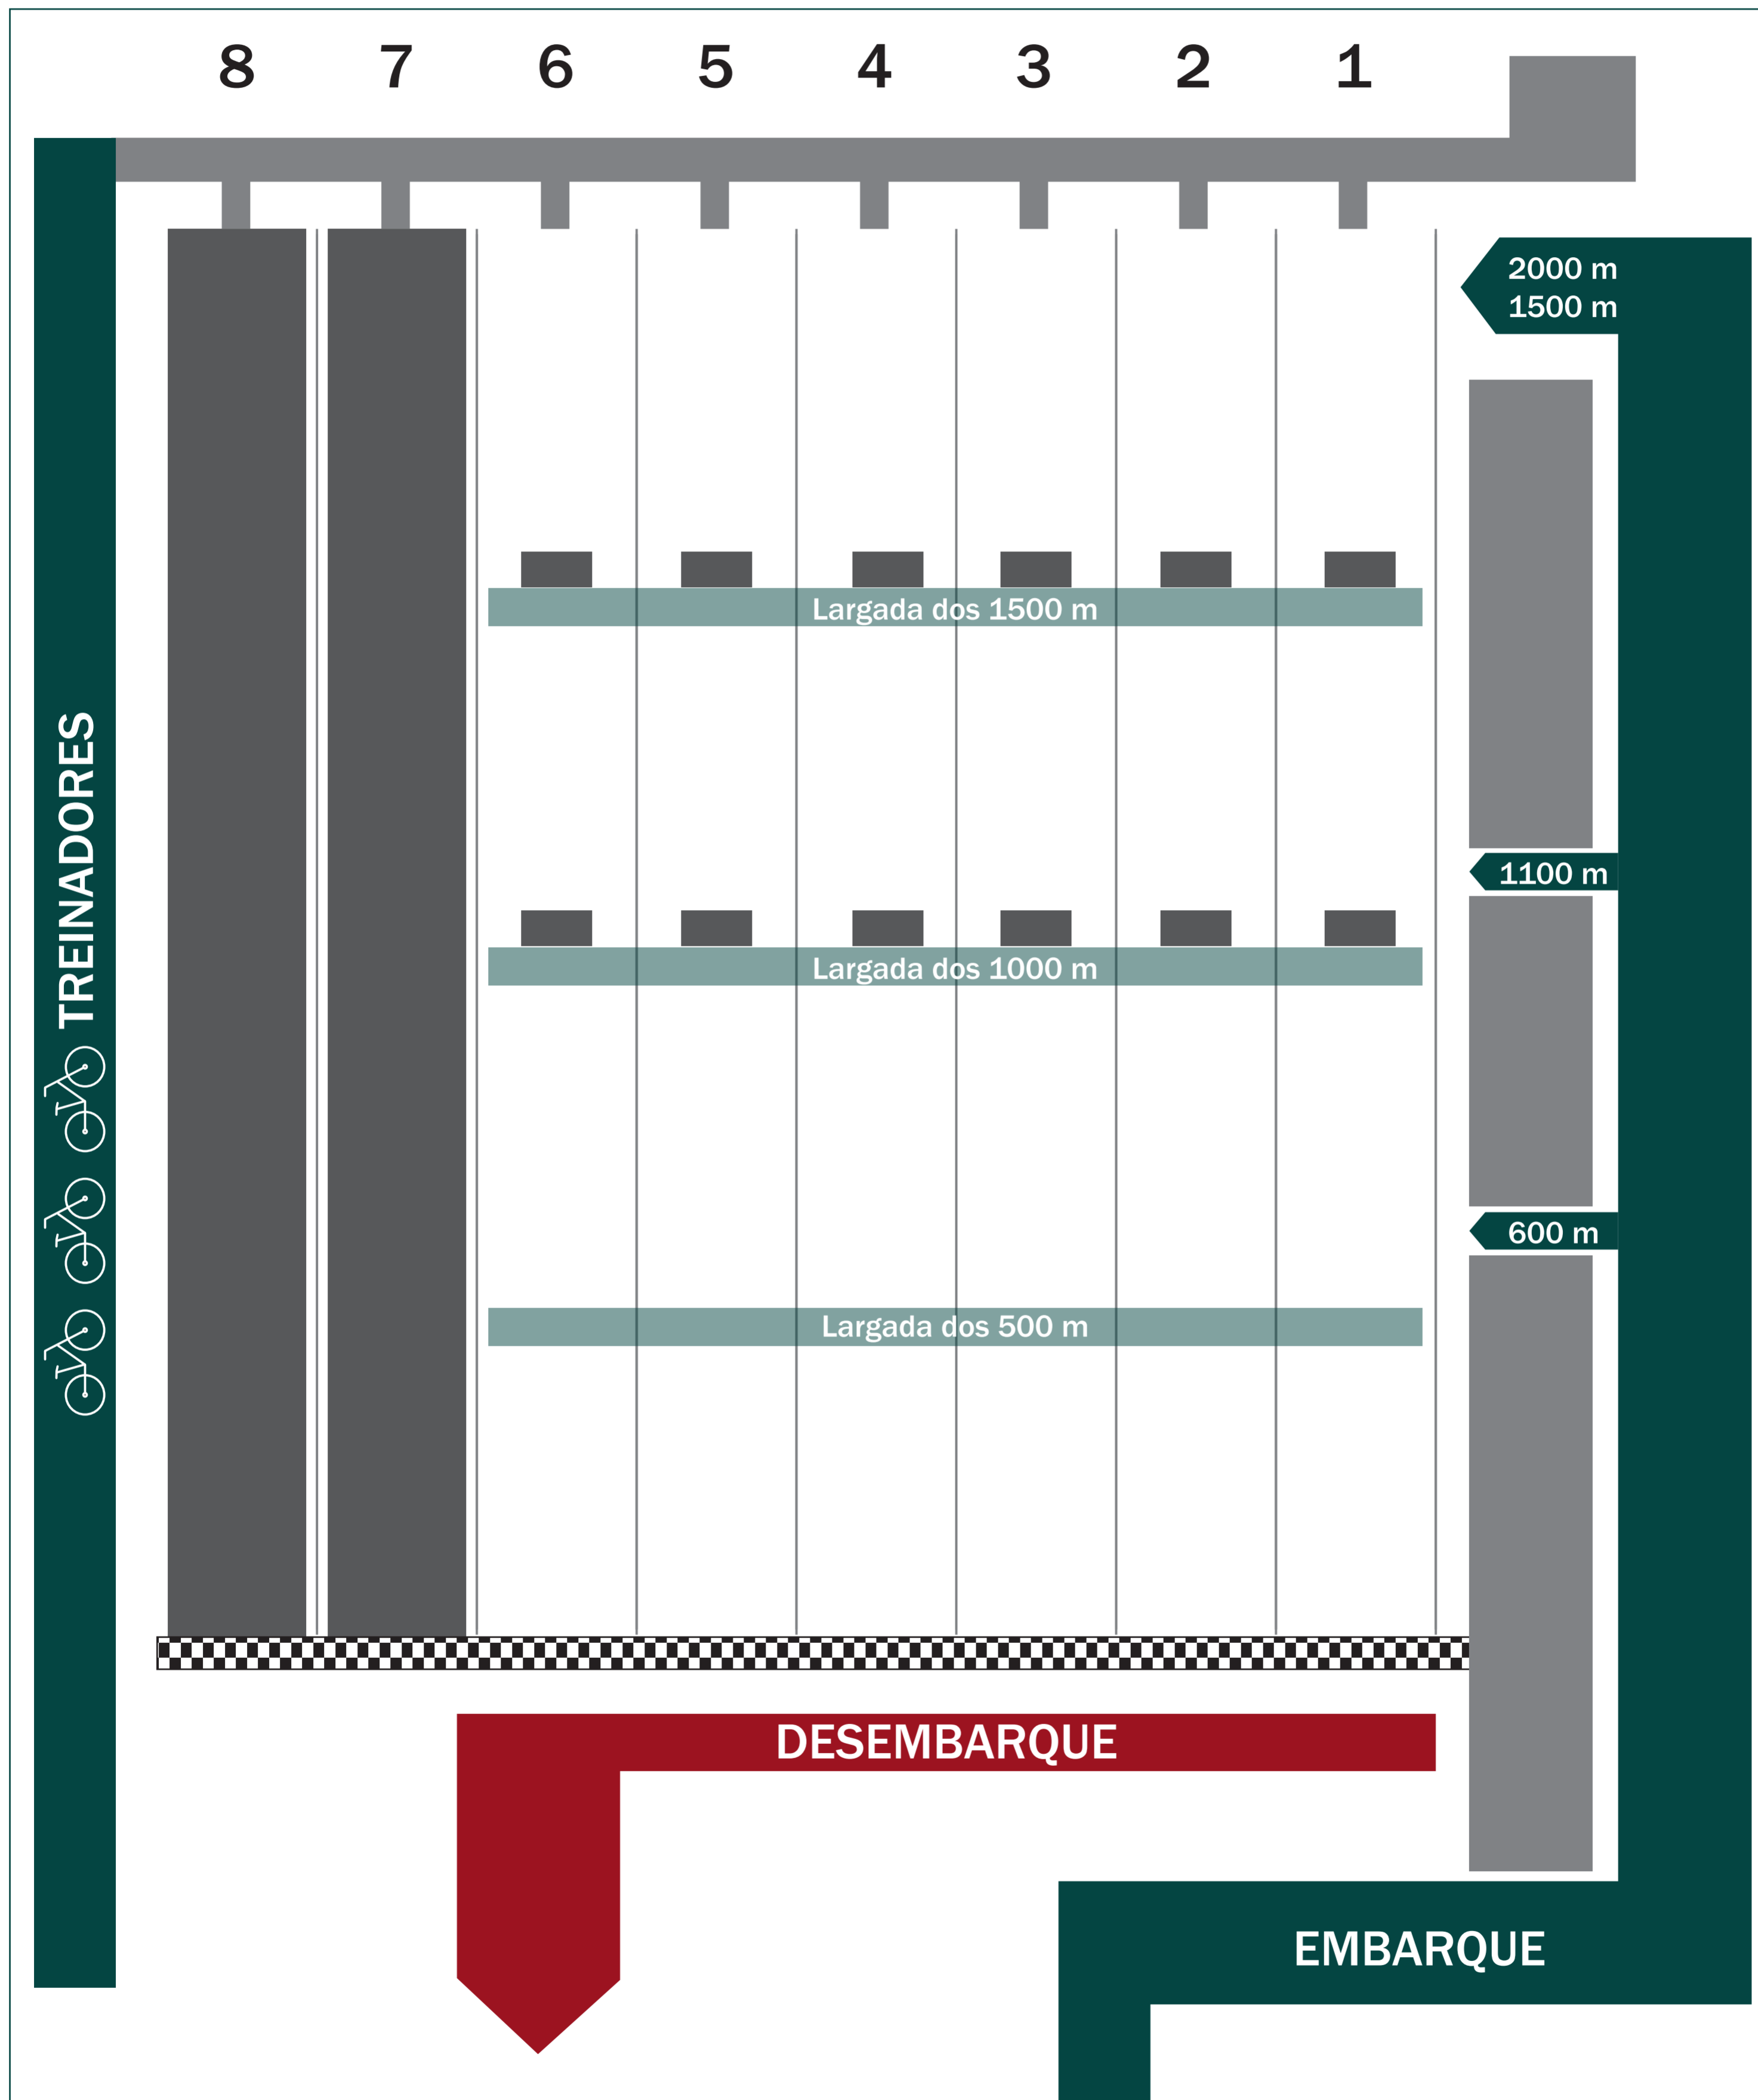 8 7 6 5 4 3 2 1
2000 m
1500 m
Largada dos 1500 m
TREINADORES
1100 m
Largada dos 1000 m
600 m
Largada dos 500 m
DESEMBARQUE
EMBARQUE